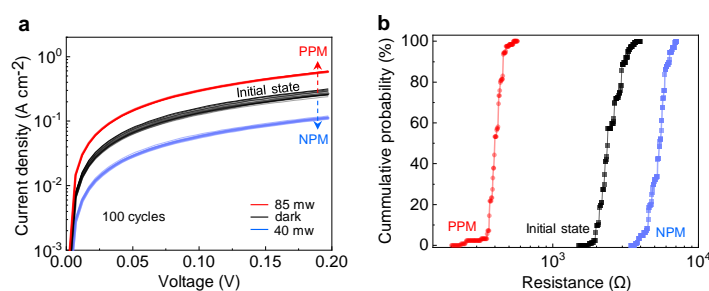 a
Current density (A cm-2)
10⁰
10⁻¹
10⁻²
10⁻³
PPM
Initial state
NPM
100 cycles
85 mw
dark
40 mw
0.00 0.05 0.10 0.15 0.20
Voltage (V)
b
Cummulative probability (%)
100
80
60
40
20
0
PPM
Initial state
NPM
10³ 10⁴
Resistance (Ω)